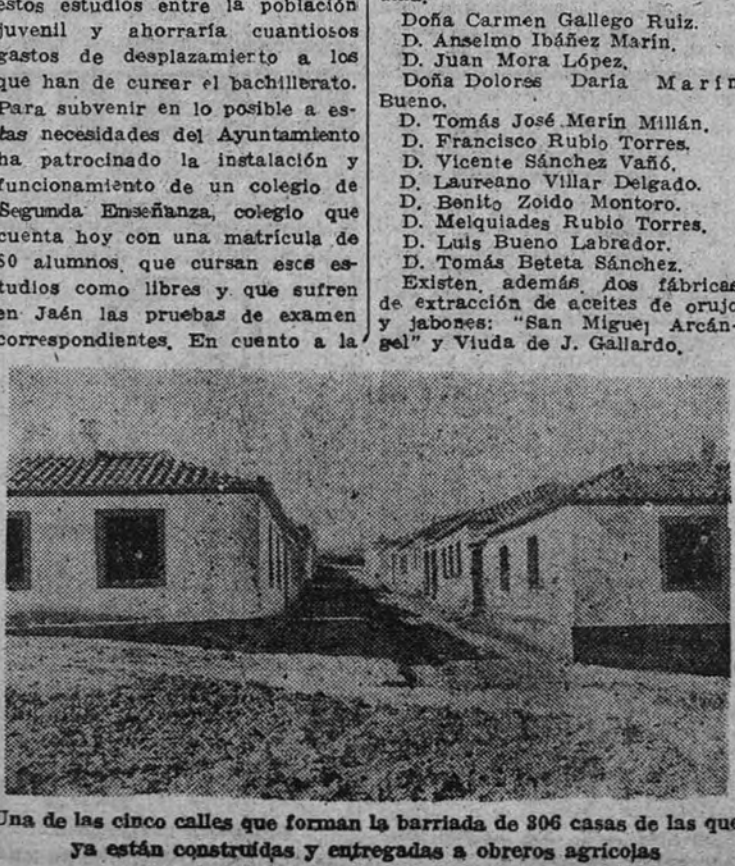 estos estudios entre la población
juvenil y ahorraría cuantiosos
gastos de desplazamierto a los
que han de curser el bachillerato.
Para subvenir en lo posible a es-
tas necesidades del Ayuntamiento
ha patrocinado la instalación y
funcionamiento de un colegio de
Segunda Enseñanza, colegio que
cuenta hoy con una matrícula de
60 alumnos, que cursan esos es-
tudios como libres y que sufren
en Jaén las pruebas de examen
correspondientes. En cuento a la
Doña Carmen Gallego Ruiz.
D. Anselmo Ibáñez Marín.
D. Juan Mora López.
Doña Dolores Daría Marín
Bueno.
D. Tomás José Merín Millán.
D. Francisco Rubio Torres.
D. Vicente Sánchez Vañó.
D. Laureano Villar Delgado.
D. Benito Zoido Montoro.
D. Melquiades Rubio Torres.
D. Luis Bueno Labrador.
D. Tomás Beteta Sánchez.
Existen, además, dos fábricas
de extracción de aceites de orujo
y jabones: "San Miguel Arcán-
gel" y Viuda de J. Gallardo.
Una de las cinco calles que forman la barriada de 306 casas de las que
ya están construídas y entregadas a obreros agrícolas